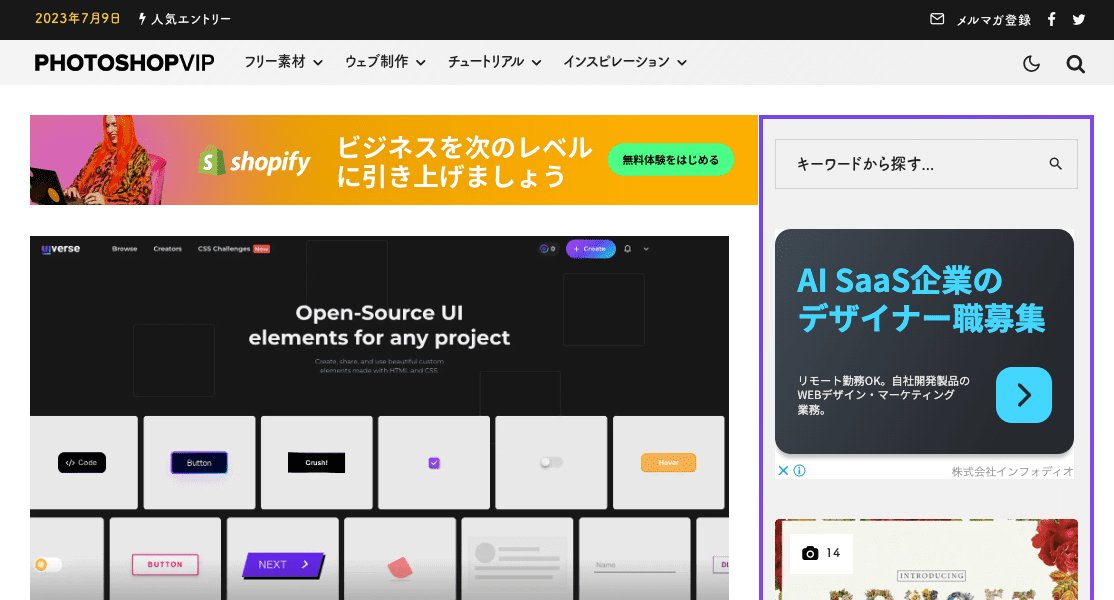 2023年7月9日 人気エントリー メルマガ登録
PHOTOSHOPVIP フリー素材 ウェブ制作 チュートリアル インスピレーション
shopify
ビジネスを次のレベル
に引き上げましょう
無料体験をはじめる
uiverse Browse Creators CSS Challenges New 0 + Create
Open-Source UI
elements for any project
Create, share, and use beautiful custom
elements made with HTML and CSS.
</> Code
Button
Crush!
Hover
BUTTON
NEXT
Name
キーワードから探す...
AI SaaS企業の
デザイナー職募集
リモート勤務OK。自社開発製品の
WEBデザイン・マーケティング
業務。
株式会社インフォディオ
14
INTRODUCING